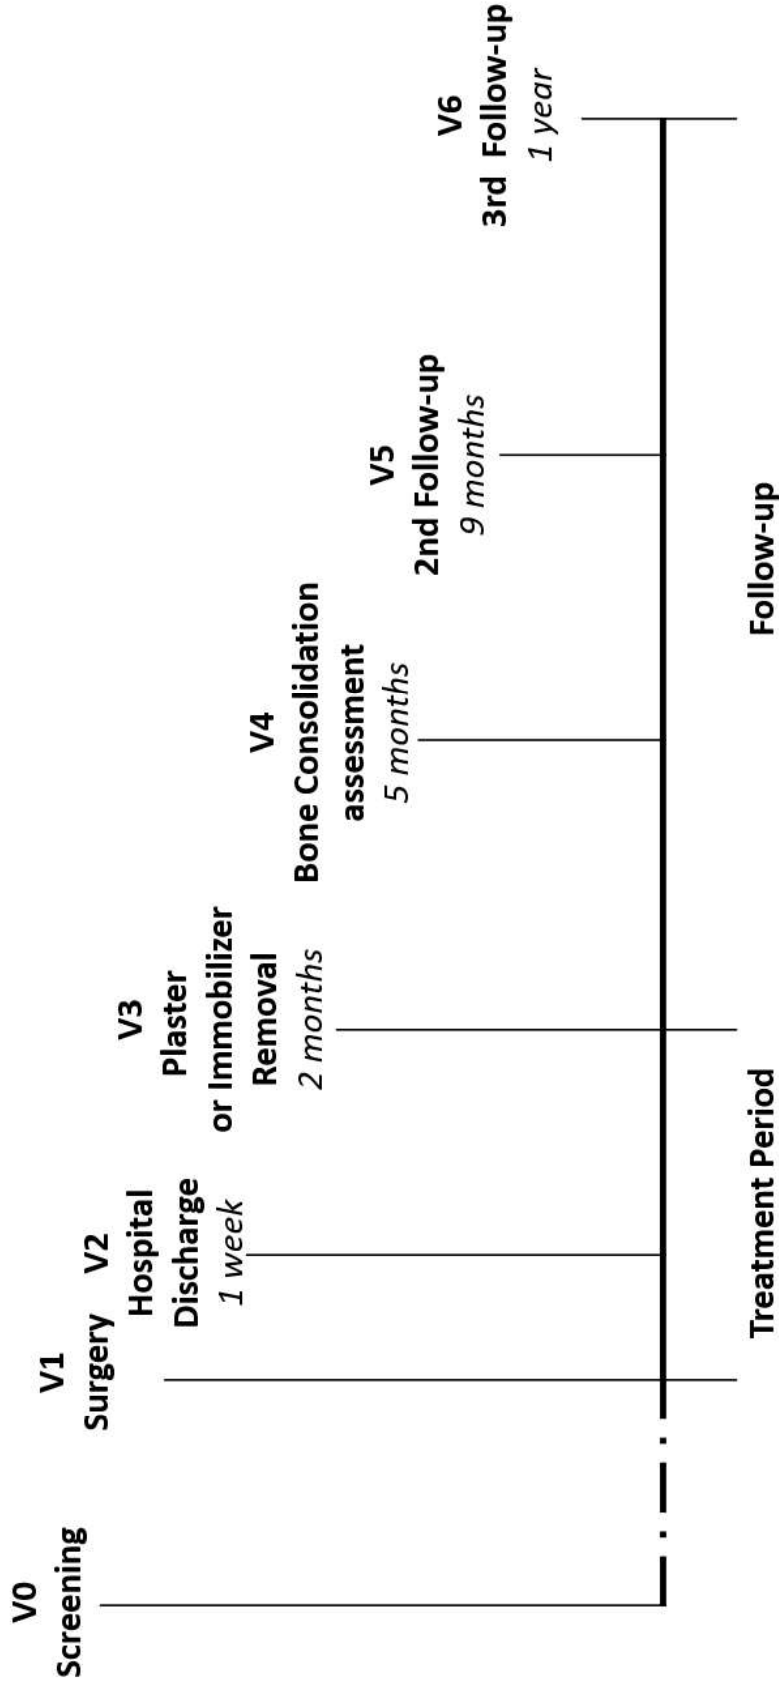 V0
Screening
V1
Surgery
V2
Hospital
Discharge
1 week
V3
Plaster
or Immobilizer
Removal
2 months
V4
Bone Consolidation
assessment
5 months
V5
2nd Follow-up
9 months
V6
3rd Follow-up
1 year
Treatment Period
Follow-up